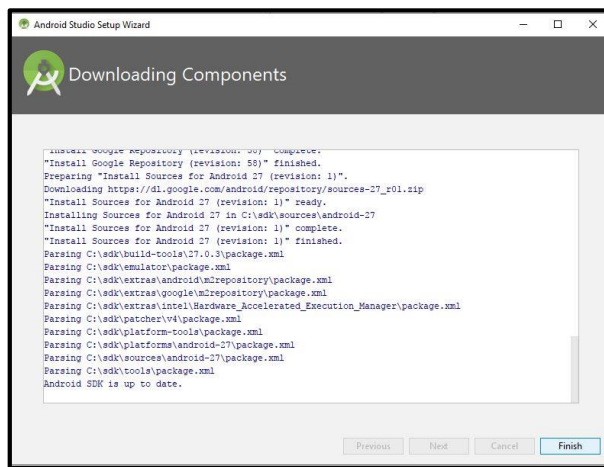 Android Studio Setup Wizard
Downloading Components
"Install Google Repository (revision: 58)" complete.
"Install Google Repository (revision: 58)" finished.
Preparing "Install Sources for Android 27 (revision: 1)".
Downloading https://dl.google.com/android/repository/sources-27_r01.zip
"Install Sources for Android 27 (revision: 1)" ready.
Installing Sources for Android 27 in C:\sdk\sources\android-27
"Install Sources for Android 27 (revision: 1)" complete.
"Install Sources for Android 27 (revision: 1)" finished.
Parsing C:\sdk\build-tools\27.0.3\package.xml
Parsing C:\sdk\emulator\package.xml
Parsing C:\sdk\extras\android\m2repository\package.xml
Parsing C:\sdk\extras\google\m2repository\package.xml
Parsing C:\sdk\extras\intel\Hardware_Accelerated_Execution_Manager\package.xml
Parsing C:\sdk\patcher\v4\package.xml
Parsing C:\sdk\platform-tools\package.xml
Parsing C:\sdk\platforms\android-27\package.xml
Parsing C:\sdk\sources\android-27\package.xml
Parsing C:\sdk\tools\package.xml
Android SDK is up to date.
Previous Next Cancel Finish